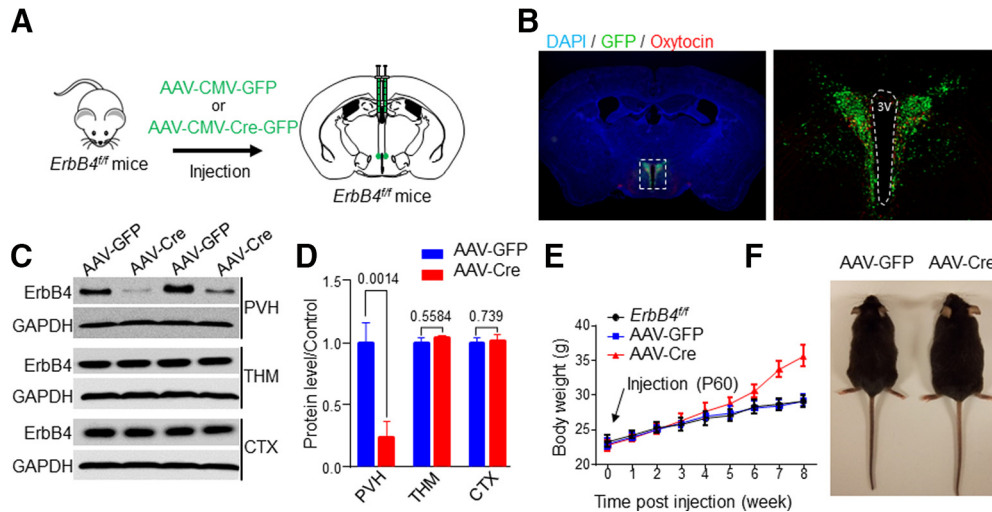 A
AAV-CMV-GFP
or
AAV-CMV-Cre-GFP
Injection
ErbB4f/f mice
ErbB4f/f mice
B
DAPI / GFP / Oxytocin
3V
C
AAV-GFP
AAV-Cre
AAV-GFP
AAV-Cre
ErbB4
GAPDH
PVH
ErbB4
GAPDH
THM
ErbB4
GAPDH
CTX
D
AAV-GFP
AAV-Cre
Protein level/Control
1.5
1.0
0.5
0.0
0.0014
0.5584
0.739
PVH
THM
CTX
E
ErbB4f/f
AAV-GFP
AAV-Cre
Injection (P60)
Body weight (g)
40
35
30
25
20
0 1 2 3 4 5 6 7 8
Time post injection (week)
F
AAV-GFP
AAV-Cre